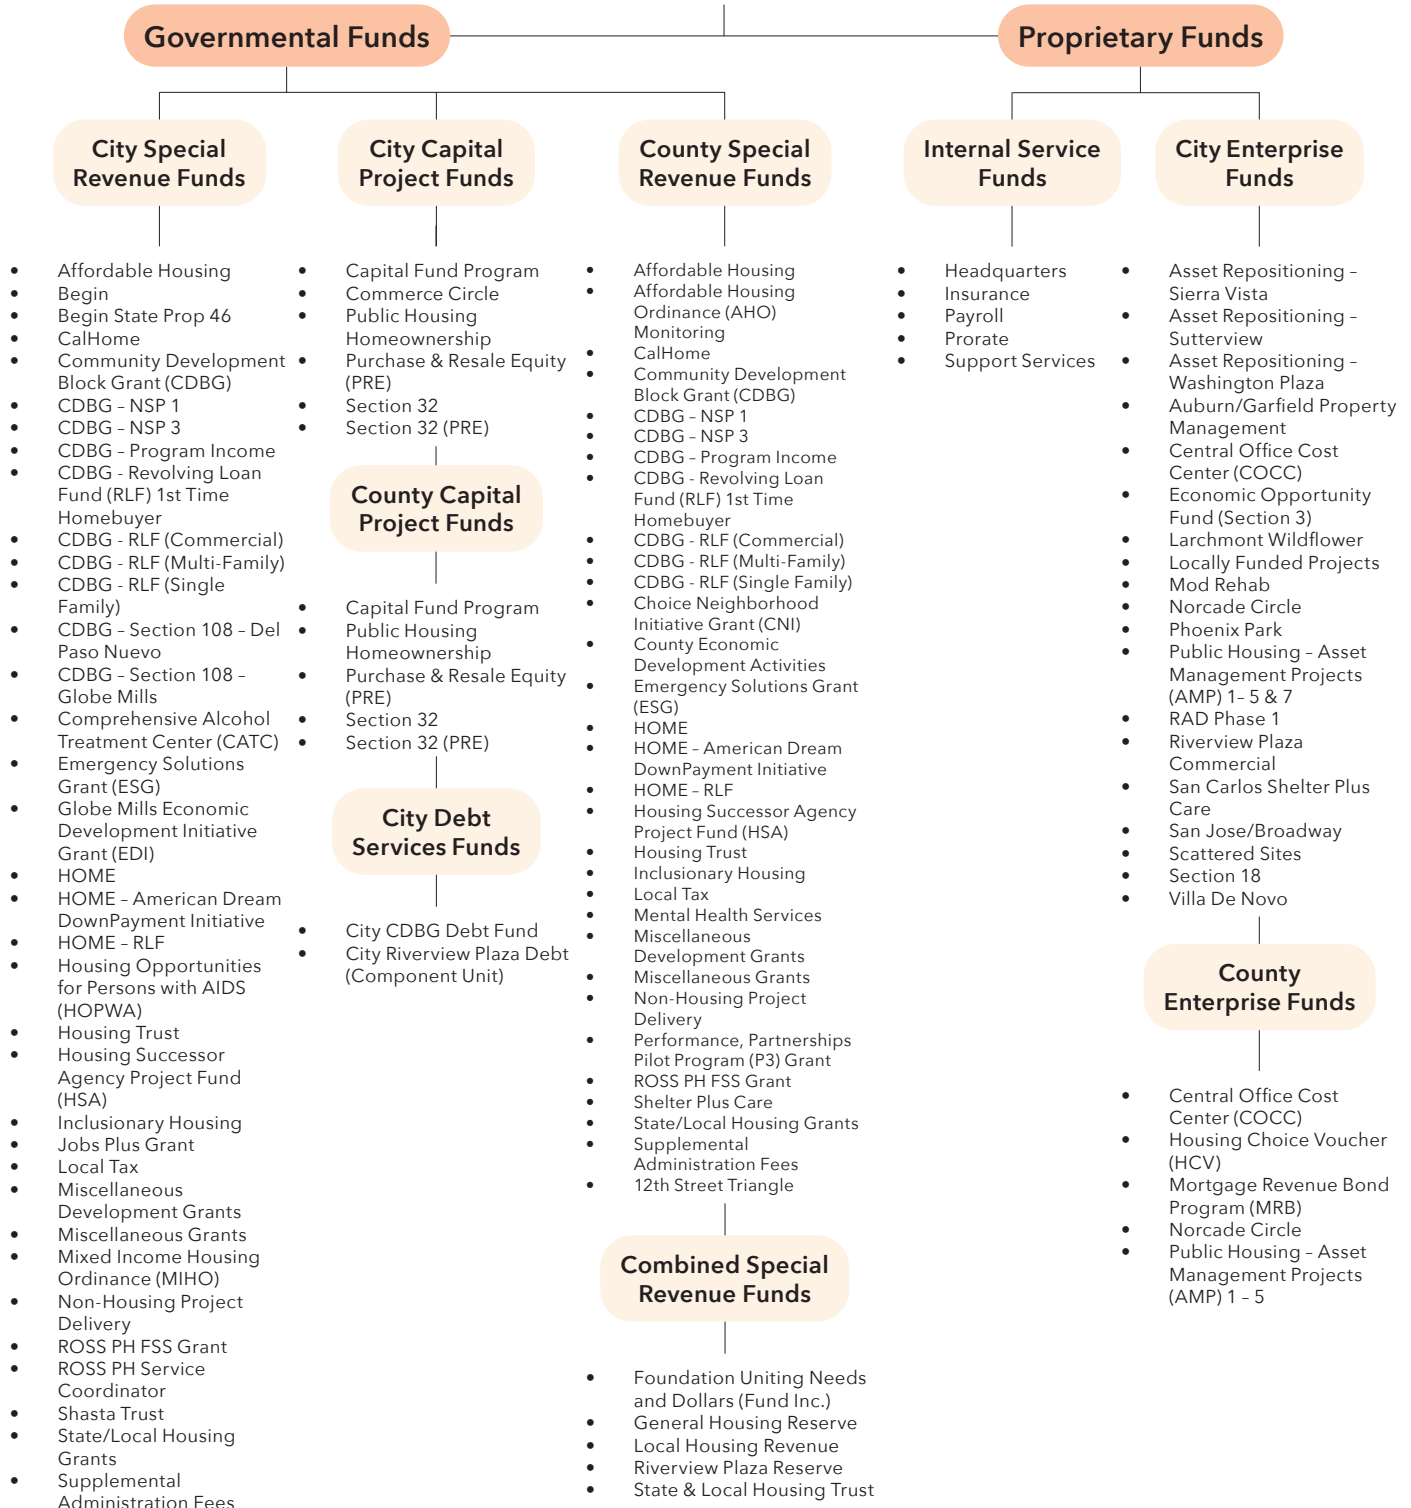 Governmental Funds
Proprietary Funds
City Special
Revenue Funds
• Affordable Housing
• Begin
• Begin State Prop 46
• CalHome
• Community Development
Block Grant (CDBG)
• CDBG – NSP 1
• CDBG – NSP 3
• CDBG – Program Income
• CDBG - Revolving Loan
Fund (RLF) 1st Time
Homebuyer
• CDBG - RLF (Commercial)
• CDBG - RLF (Multi-Family)
• CDBG - RLF (Single
Family)
• CDBG – Section 108 – Del
Paso Nuevo
• CDBG – Section 108 –
Globe Mills
• Comprehensive Alcohol
Treatment Center (CATC)
• Emergency Solutions
Grant (ESG)
• Globe Mills Economic
Development Initiative
Grant (EDI)
• HOME
• HOME – American Dream
DownPayment Initiative
• HOME – RLF
• Housing Opportunities
for Persons with AIDS
(HOPWA)
• Housing Trust
• Housing Successor
Agency Project Fund
(HSA)
• Inclusionary Housing
• Jobs Plus Grant
• Local Tax
• Miscellaneous
Development Grants
• Miscellaneous Grants
• Mixed Income Housing
Ordinance (MIHO)
• Non-Housing Project
Delivery
• ROSS PH FSS Grant
• ROSS PH Service
Coordinator
• Shasta Trust
• State/Local Housing
Grants
• Supplemental
Administration Fees
City Capital
Project Funds
• Capital Fund Program
• Commerce Circle
• Public Housing
Homeownership
• Purchase & Resale Equity
(PRE)
• Section 32
• Section 32 (PRE)
County Capital
Project Funds
• Capital Fund Program
• Public Housing
Homeownership
• Purchase & Resale Equity
(PRE)
• Section 32
• Section 32 (PRE)
City Debt
Services Funds
• City CDBG Debt Fund
• City Riverview Plaza Debt
(Component Unit)
County Special
Revenue Funds
• Affordable Housing
• Affordable Housing
Ordinance (AHO)
Monitoring
• CalHome
• Community Development
Block Grant (CDBG)
• CDBG – NSP 1
• CDBG – NSP 3
• CDBG – Program Income
• CDBG - Revolving Loan
Fund (RLF) 1st Time
Homebuyer
• CDBG - RLF (Commercial)
• CDBG - RLF (Multi-Family)
• CDBG - RLF (Single Family)
• Choice Neighborhood
Initiative Grant (CNI)
• County Economic
Development Activities
• Emergency Solutions Grant
(ESG)
• HOME
• HOME – American Dream
DownPayment Initiative
• HOME – RLF
• Housing Successor Agency
Project Fund (HSA)
• Housing Trust
• Inclusionary Housing
• Local Tax
• Mental Health Services
• Miscellaneous
Development Grants
• Miscellaneous Grants
• Non-Housing Project
Delivery
• Performance, Partnerships
Pilot Program (P3) Grant
• ROSS PH FSS Grant
• Shelter Plus Care
• State/Local Housing Grants
• Supplemental
Administration Fees
• 12th Street Triangle
Combined Special
Revenue Funds
• Foundation Uniting Needs
and Dollars (Fund Inc.)
• General Housing Reserve
• Local Housing Revenue
• Riverview Plaza Reserve
• State & Local Housing Trust
Internal Service
Funds
• Headquarters
• Insurance
• Payroll
• Prorate
• Support Services
City Enterprise
Funds
• Asset Repositioning –
Sierra Vista
• Asset Repositioning –
Sutterview
• Asset Repositioning –
Washington Plaza
• Auburn/Garfield Property
Management
• Central Office Cost
Center (COCC)
• Economic Opportunity
Fund (Section 3)
• Larchmont Wildflower
• Locally Funded Projects
• Mod Rehab
• Norcade Circle
• Phoenix Park
• Public Housing – Asset
Management Projects
(AMP) 1– 5 & 7
• RAD Phase 1
• Riverview Plaza
Commercial
• San Carlos Shelter Plus
Care
• San Jose/Broadway
• Scattered Sites
• Section 18
• Villa De Novo
County
Enterprise Funds
• Central Office Cost
Center (COCC)
• Housing Choice Voucher
(HCV)
• Mortgage Revenue Bond
Program (MRB)
• Norcade Circle
• Public Housing – Asset
Management Projects
(AMP) 1 – 5